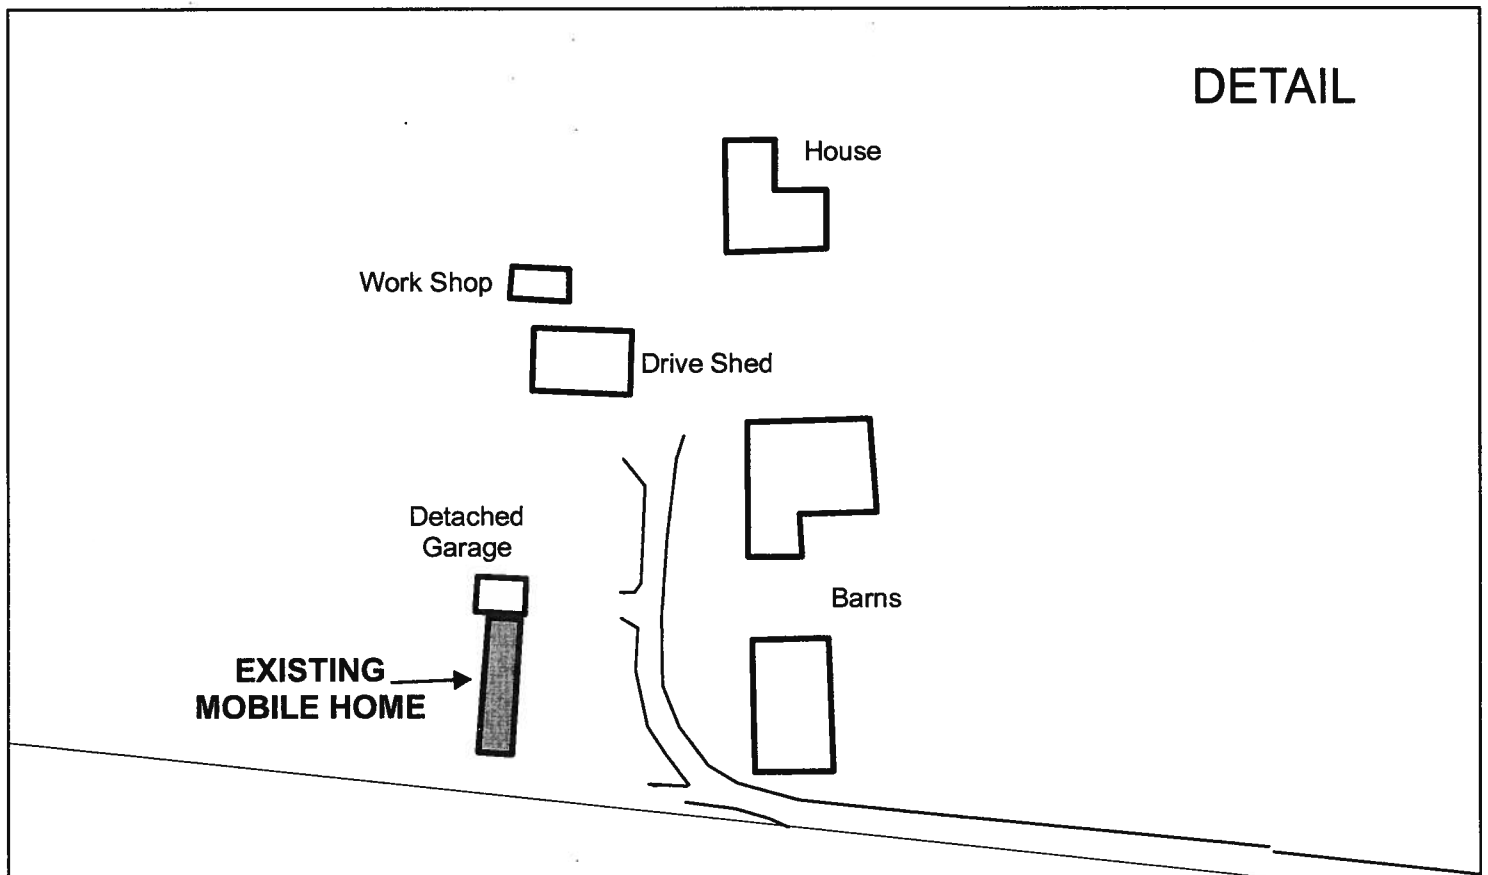 DETAIL
House
Work Shop
Drive Shed
Detached
Garage
Barns
EXISTING
MOBILE HOME